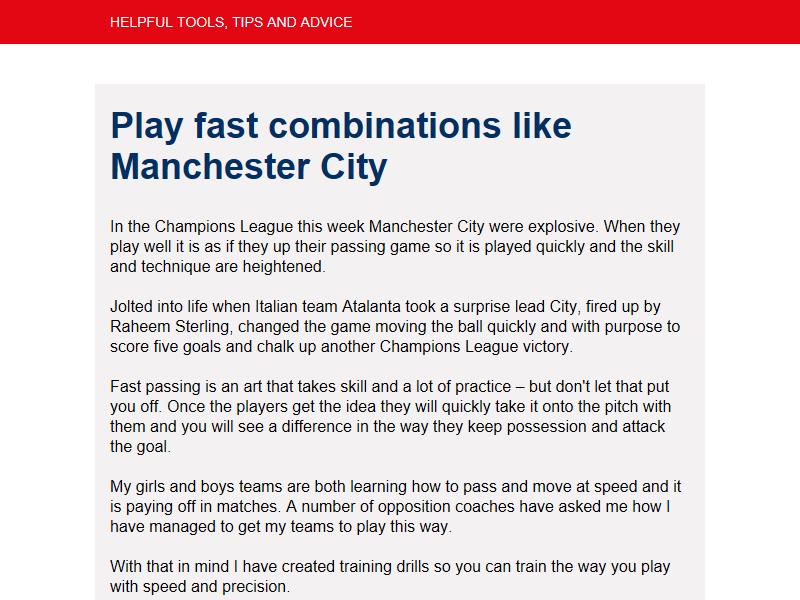 HELPFUL TOOLS, TIPS AND ADVICE
Play fast combinations like
Manchester City
In the Champions League this week Manchester City were explosive. When they
play well it is as if they up their passing game so it is played quickly and the skill
and technique are heightened.
Jolted into life when Italian team Atalanta took a surprise lead City, fired up by
Raheem Sterling, changed the game moving the ball quickly and with purpose to
score five goals and chalk up another Champions League victory.
Fast passing is an art that takes skill and a lot of practice – but don't let that put
you off. Once the players get the idea they will quickly take it onto the pitch with
them and you will see a difference in the way they keep possession and attack
the goal.
My girls and boys teams are both learning how to pass and move at speed and it
is paying off in matches. A number of opposition coaches have asked me how I
have managed to get my teams to play this way.
With that in mind I have created training drills so you can train the way you play
with speed and precision.